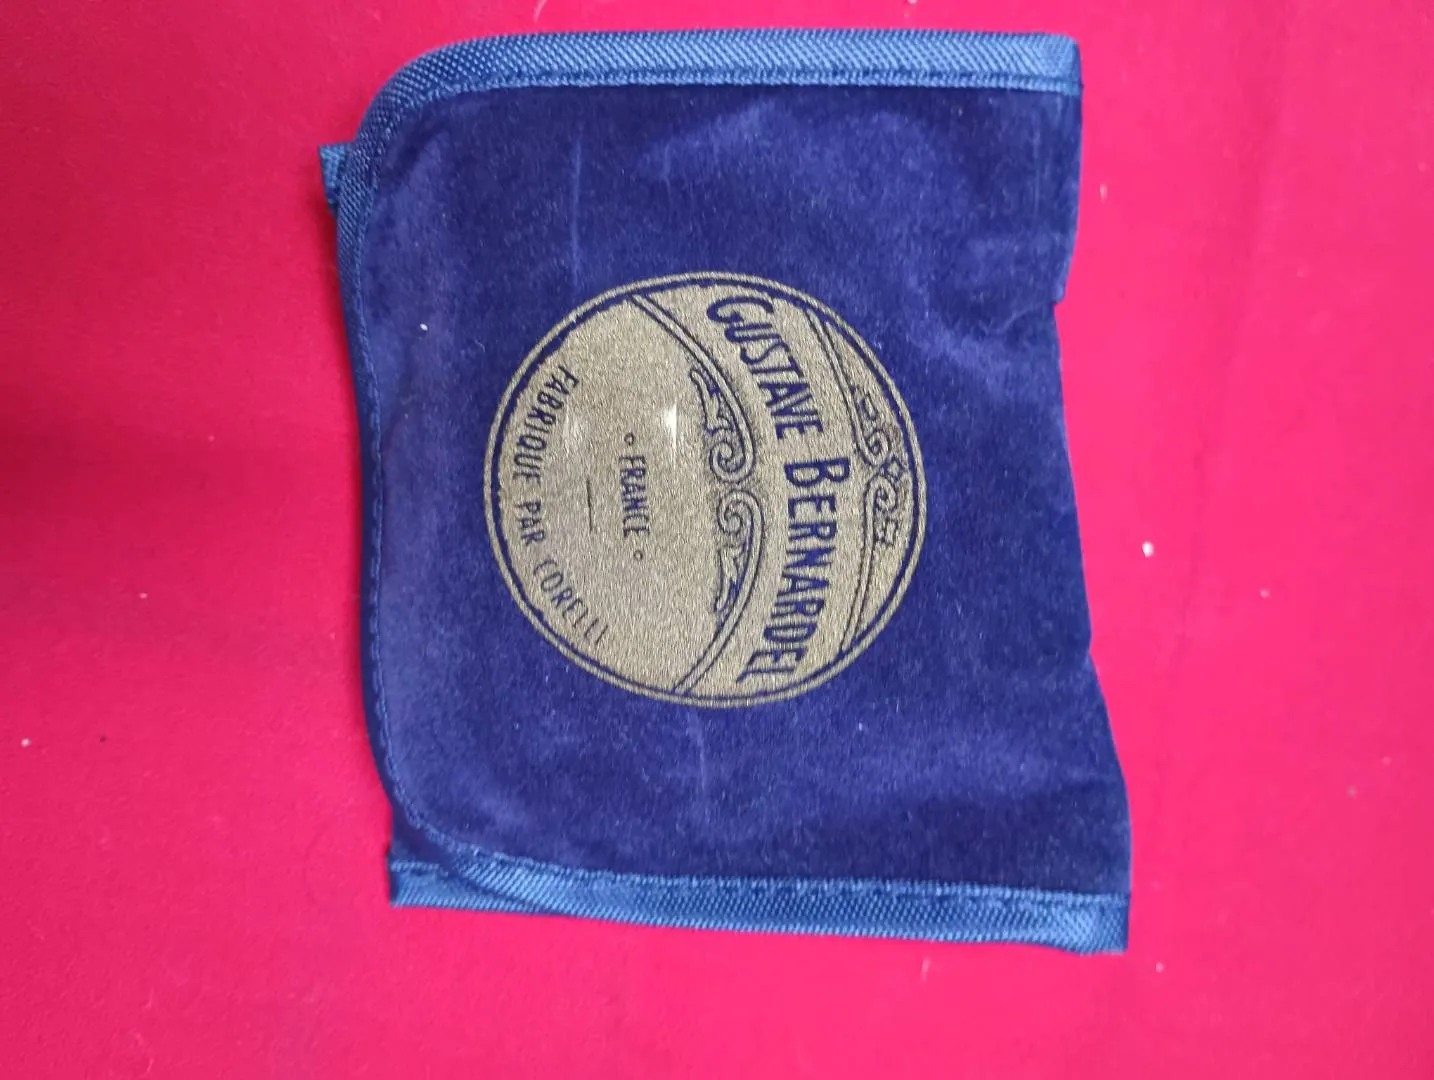 GUSTAVE BERNARDEL
° FRANCE °
FABRIQUE PAR CORELLI